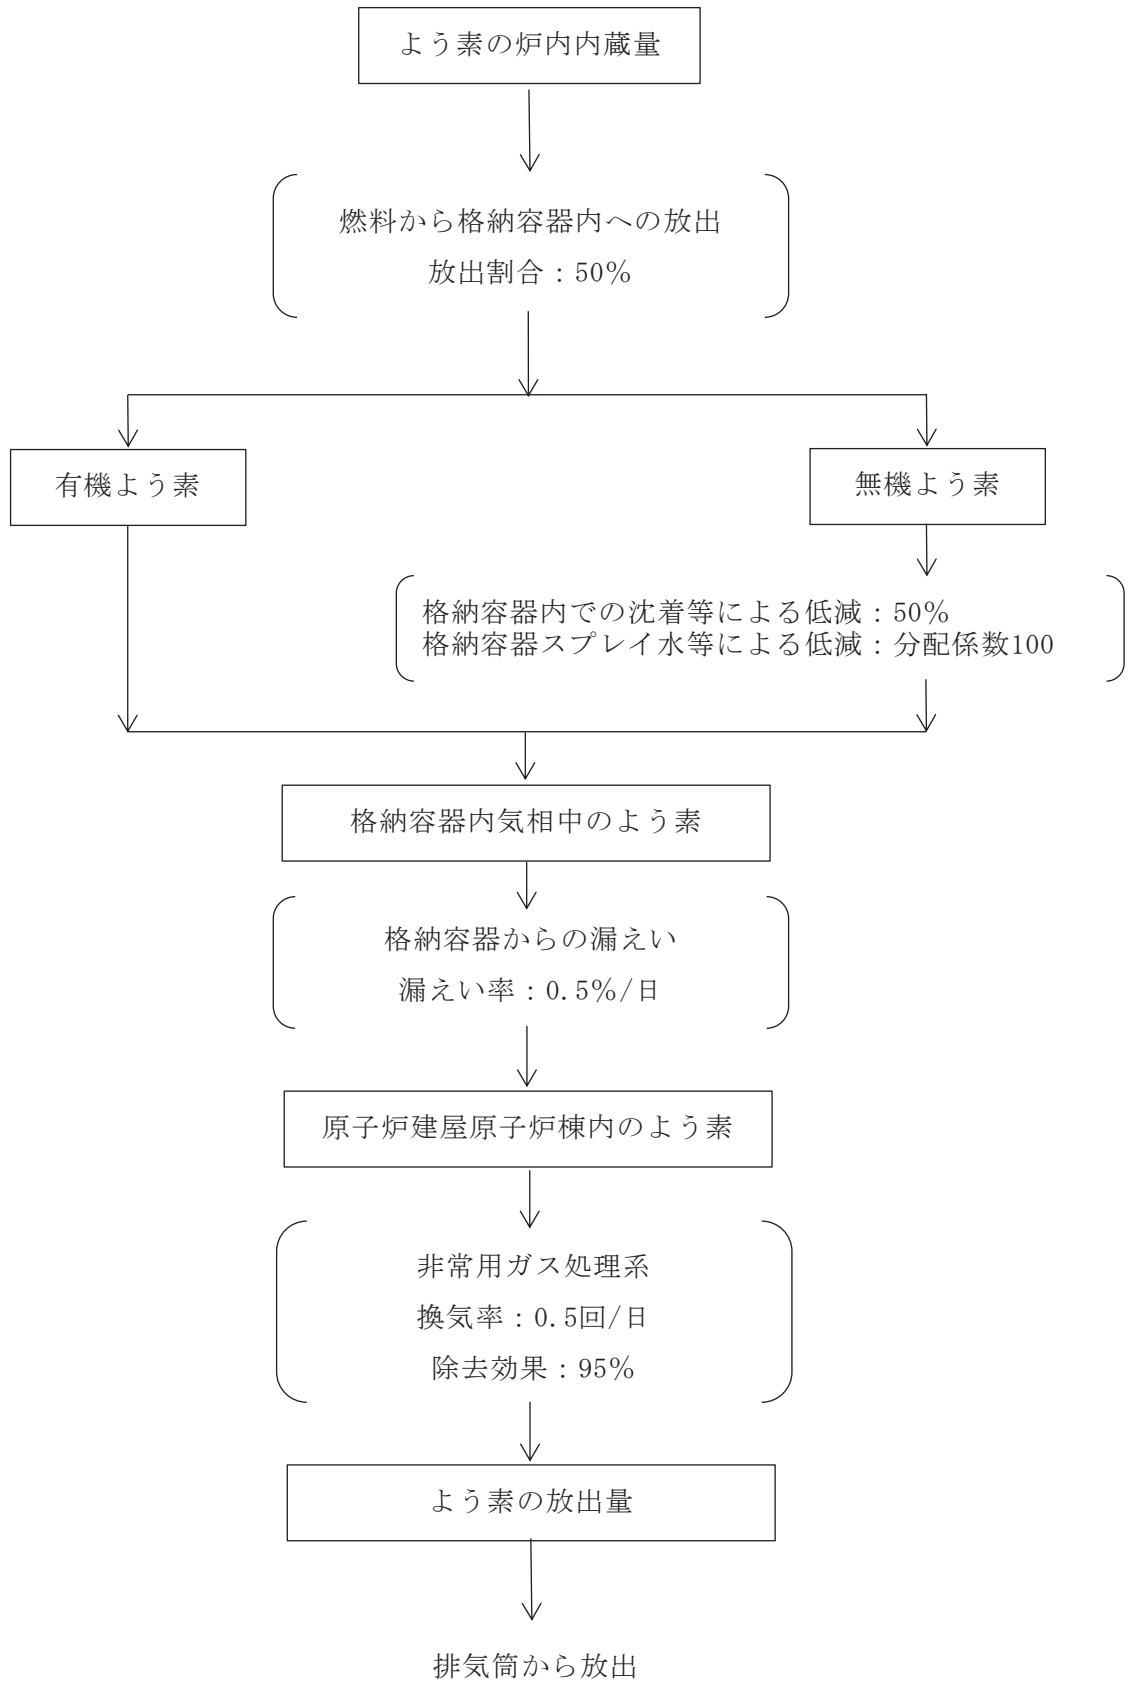 よう素の炉内内蔵量
燃料から格納容器内への放出
放出割合：50%
有機よう素
無機よう素
格納容器内での沈着等による低減：50%
格納容器スプレイ水等による低減：分配係数100
格納容器内気相中のよう素
格納容器からの漏えい
漏えい率：0.5%/日
原子炉建屋原子炉棟内のよう素
非常用ガス処理系
換気率：0.5回/日
除去効果：95%
よう素の放出量
排気筒から放出